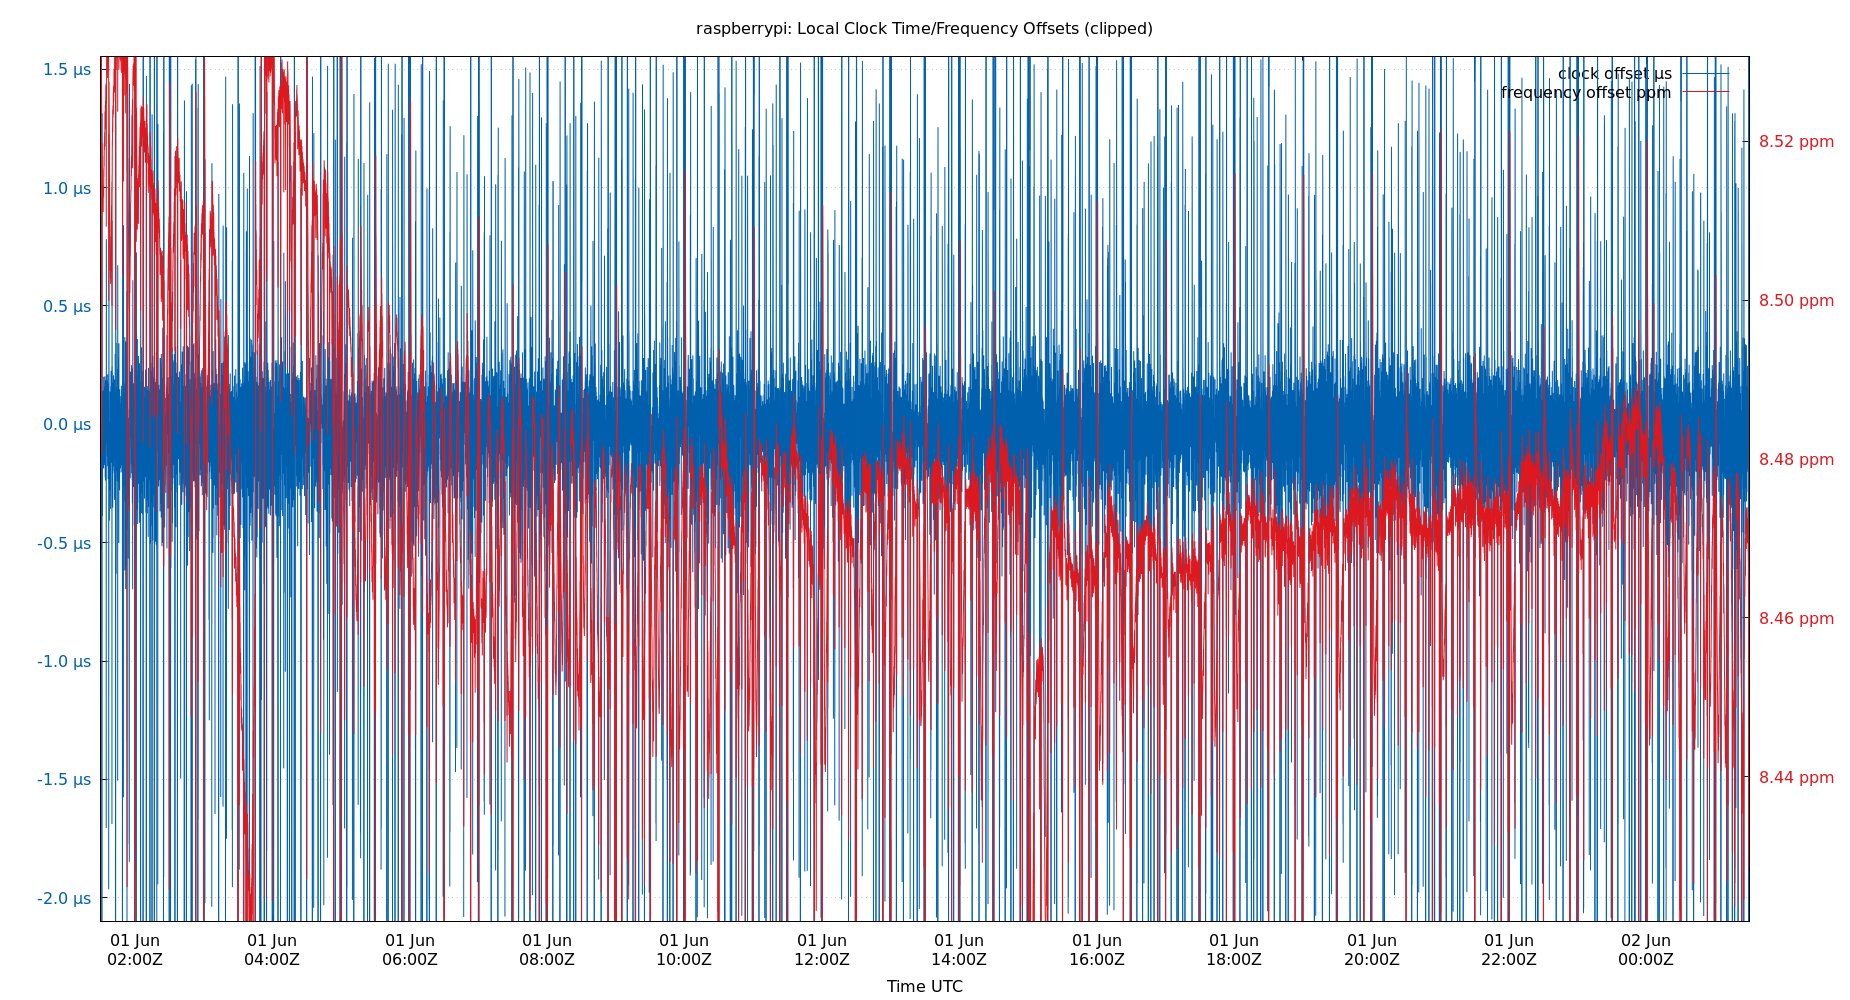 raspberrypi: Local Clock Time/Frequency Offsets (clipped)
clock offset µs
frequency offset ppm
1.5 µs
1.0 µs
0.5 µs
0.0 µs
-0.5 µs
-1.0 µs
-1.5 µs
-2.0 µs
8.52 ppm
8.50 ppm
8.48 ppm
8.46 ppm
8.44 ppm
01 Jun 01 Jun 01 Jun 01 Jun 01 Jun 01 Jun 01 Jun 01 Jun 01 Jun 01 Jun 01 Jun 02 Jun
02:00Z 04:00Z 06:00Z 08:00Z 10:00Z 12:00Z 14:00Z 16:00Z 18:00Z 20:00Z 22:00Z 00:00Z
Time UTC